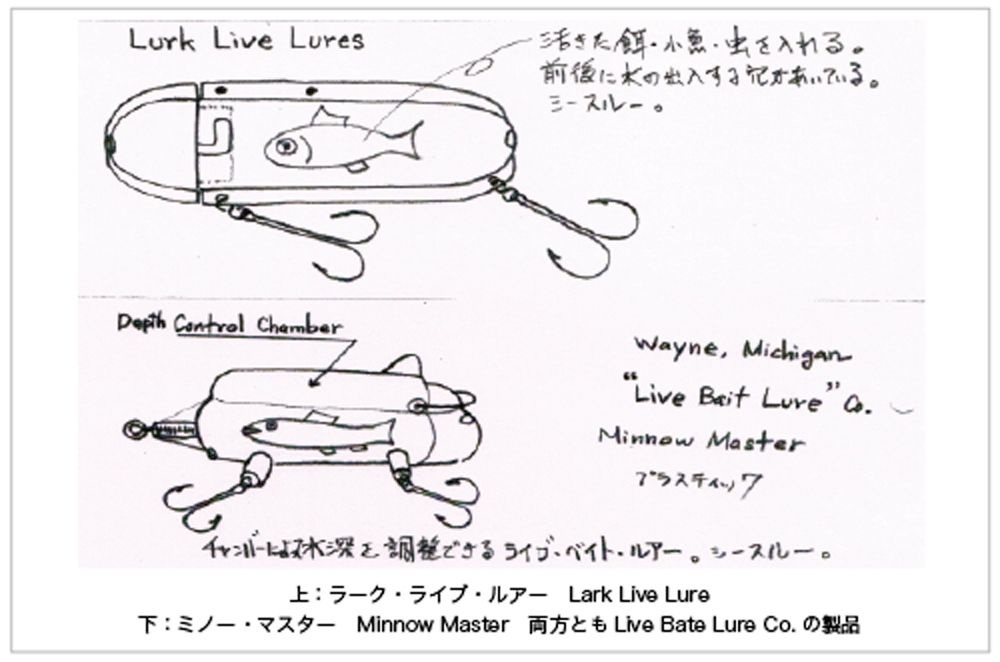 Lurk Live Lures
活きた餌・小魚・虫を入れる。
前後に水の出入する穴があいている。
シースルー。
Depth Control Chamber
Wayne, Michigan
"Live Bait Lure" Co.
Minnow Master
プラスティック
チャンバーによって水深を調整できるライブ・ベイト・ルアー。シースルー。
上：ラーク・ライブ・ルアー　Lark Live Lure
下：ミノー・マスター　Minnow Master　両方とも Live Bate Lure Co. の製品